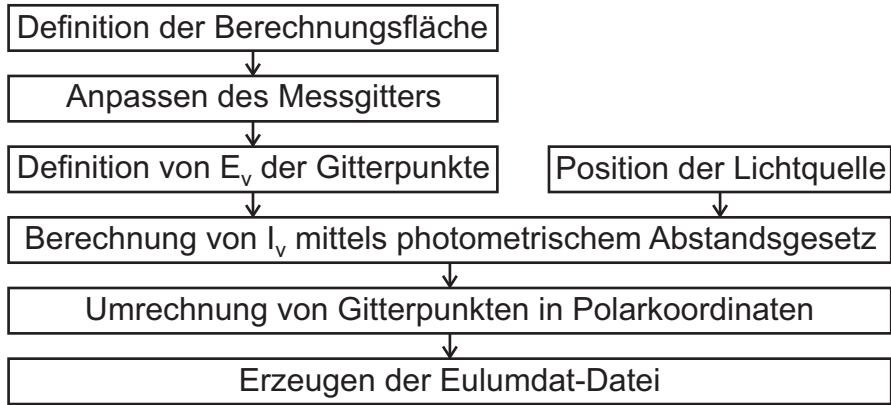 Definition der Berechnungsfläche
Anpassen des Messgitters
Definition von Eᵥ der Gitterpunkte
Position der Lichtquelle
Berechnung von Iᵥ mittels photometrischem Abstandsgesetz
Umrechnung von Gitterpunkten in Polarkoordinaten
Erzeugen der Eulumdat-Datei